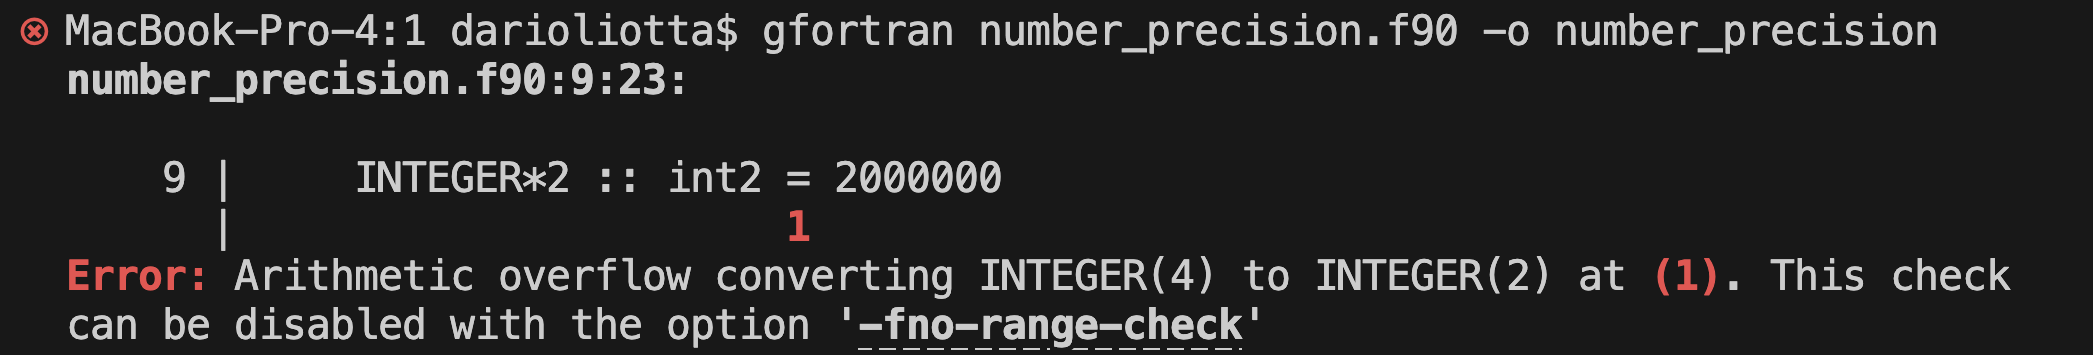 MacBook-Pro-4:1 darioliotta$ gfortran number_precision.f90 -o number_precision
number_precision.f90:9:23:
9 |     INTEGER*2 :: int2 = 2000000
|                       1
Error: Arithmetic overflow converting INTEGER(4) to INTEGER(2) at (1). This check
can be disabled with the option '-fno-range-check'